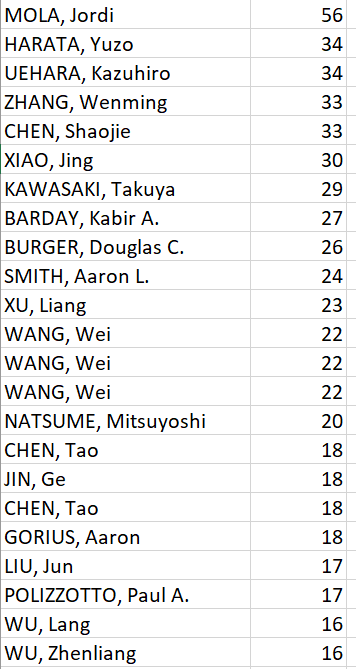 MOLA, Jordi 56
HARATA, Yuzo 34
UEHARA, Kazuhiro 34
ZHANG, Wenming 33
CHEN, Shaojie 33
XIAO, Jing 30
KAWASAKI, Takuya 29
BARDAY, Kabir A. 27
BURGER, Douglas C. 26
SMITH, Aaron L. 24
XU, Liang 23
WANG, Wei 22
WANG, Wei 22
WANG, Wei 22
NATSUME, Mitsuyoshi 20
CHEN, Tao 18
JIN, Ge 18
CHEN, Tao 18
GORIUS, Aaron 18
LIU, Jun 17
POLIZZOTTO, Paul A. 17
WU, Lang 16
WU, Zhenliang 16